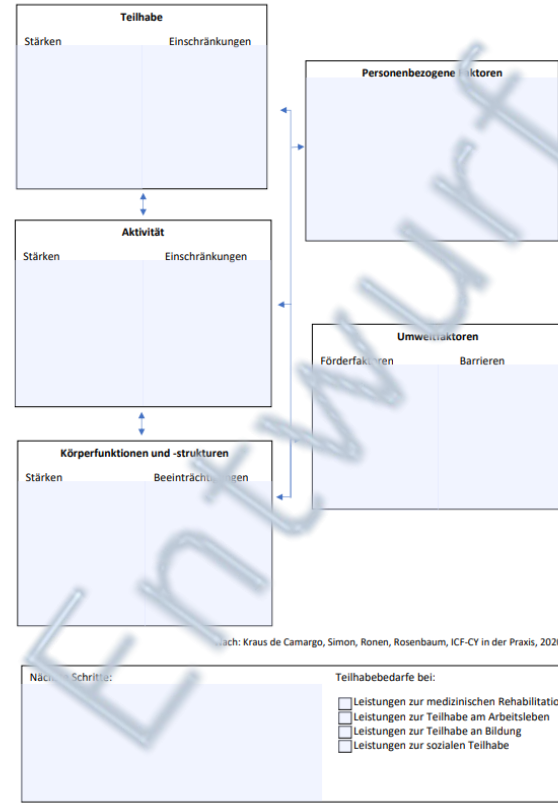 Teilhabe
Stärken Einschränkungen
Personenbezogene Faktoren
Aktivität
Stärken Einschränkungen
Umweltfaktoren
Förderfaktoren Barrieren
Körperfunktionen und -strukturen
Stärken Beeinträchtigungen
Nach: Kraus de Camargo, Simon, Ronen, Rosenbaum, ICF-CY in der Praxis, 2020
Nächste Schritte:
Teilhabebedarfe bei:
Leistungen zur medizinischen Rehabilitatio
Leistungen zur Teilhabe am Arbeitsleben
Leistungen zur Teilhabe an Bildung
Leistungen zur sozialen Teilhabe
Entwurf